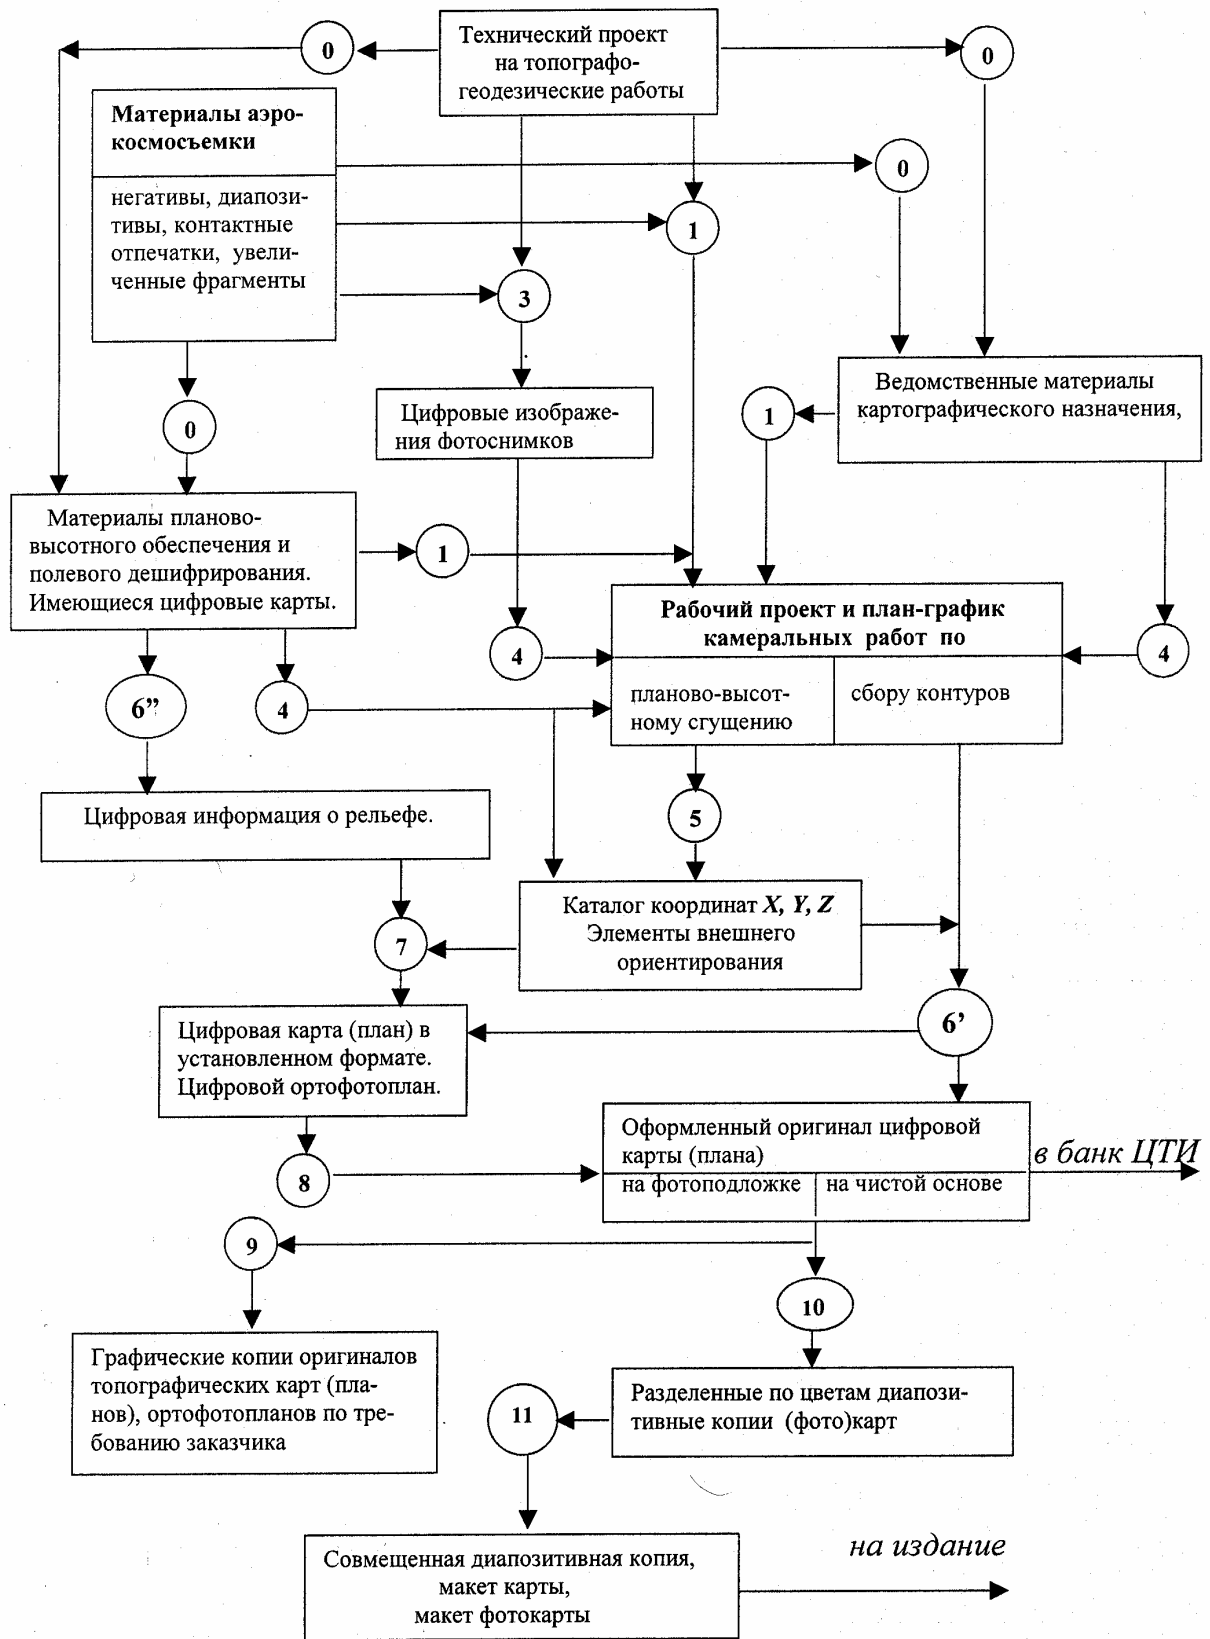 0
Технический проект
на топографо-
геодезические работы
0
Материалы аэро-
космосъемки
негативы, диапози-
тивы, контактные
отпечатки, увели-
ченные фрагменты
0
1
3
0
Цифровые изображе-
ния фотоснимков
1
Ведомственные материалы
картографического назначения,
Материалы планово-
высотного обеспечения и
полевого дешифрирования.
Имеющиеся цифровые карты.
1
4
Рабочий проект и план-график
камеральных работ по
планово-высот-
ному сгущению
сбору контуров
4
6”
4
5
Цифровая информация о рельефе.
7
Каталог координат X, Y, Z
Элементы внешнего
ориентирования
6’
Цифровая карта (план) в
установленном формате.
Цифровой ортофотоплан.
8
Оформленный оригинал цифровой
карты (плана)
на фотоподложке
на чистой основе
в банк ЦТИ
9
10
Графические копии оригиналов
топографических карт (пла-
нов), ортофотопланов по тре-
бованию заказчика
11
Разделенные по цветам диапози-
тивные копии (фото)карт
Совмещенная диапозитивная копия,
макет карты,
макет фотокарты
на издание